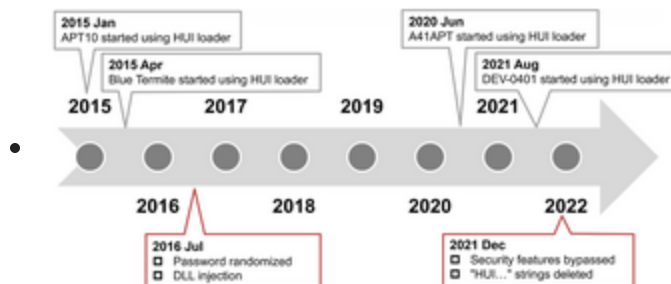 2015 Jan
APT10 started using HUI loader
2015 Apr
Blue Termite started using HUI loader
2020 Jun
A41APT started using HUI loader
2021 Aug
DEV-0401 started using HUI loader
2015
2017
2019
2021
2016
2018
2020
2022
2016 Jul
Password randomized
DLL injection
2021 Dec
Security features bypassed
"HUI..." strings deleted